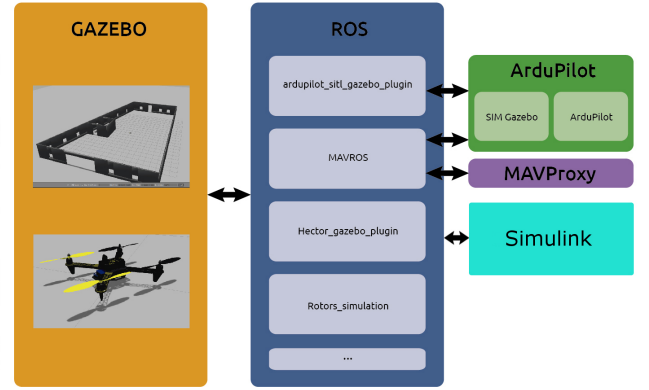 GAZEBO
ROS
ardupilot_sitl_gazebo_plugin
MAVROS
Hector_gazebo_plugin
Rotors_simulation
...
ArduPilot
SIM Gazebo
ArduPilot
MAVProxy
Simulink